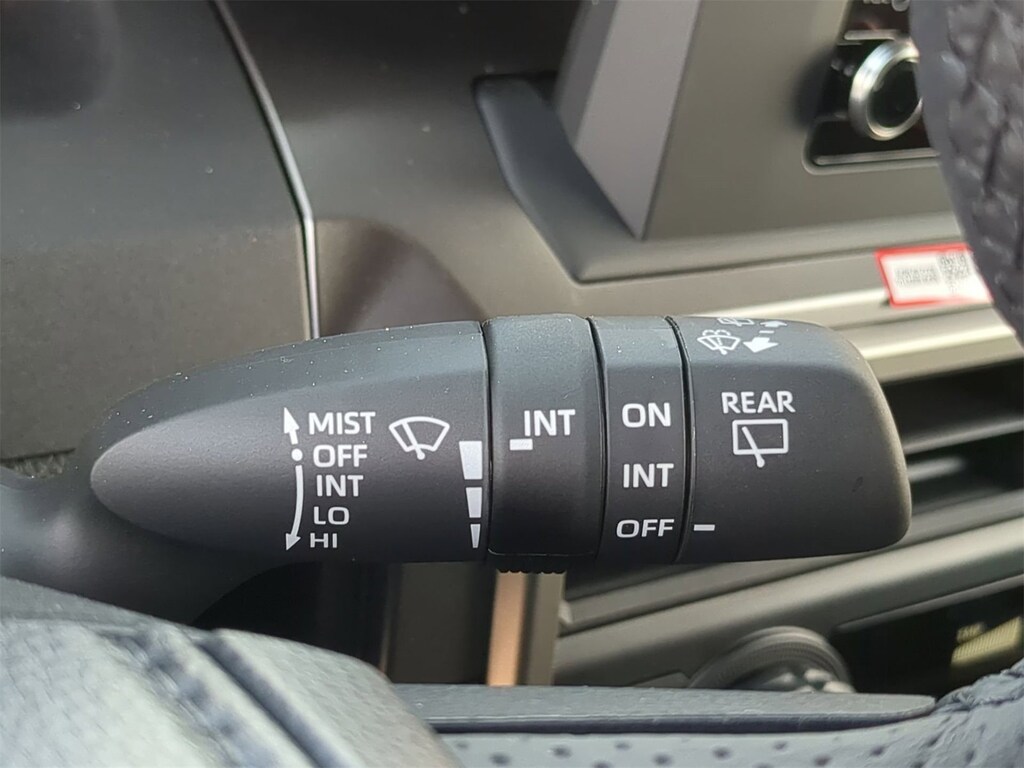 MIST
OFF
INT
LO
HI
INT
ON
INT
OFF
REAR